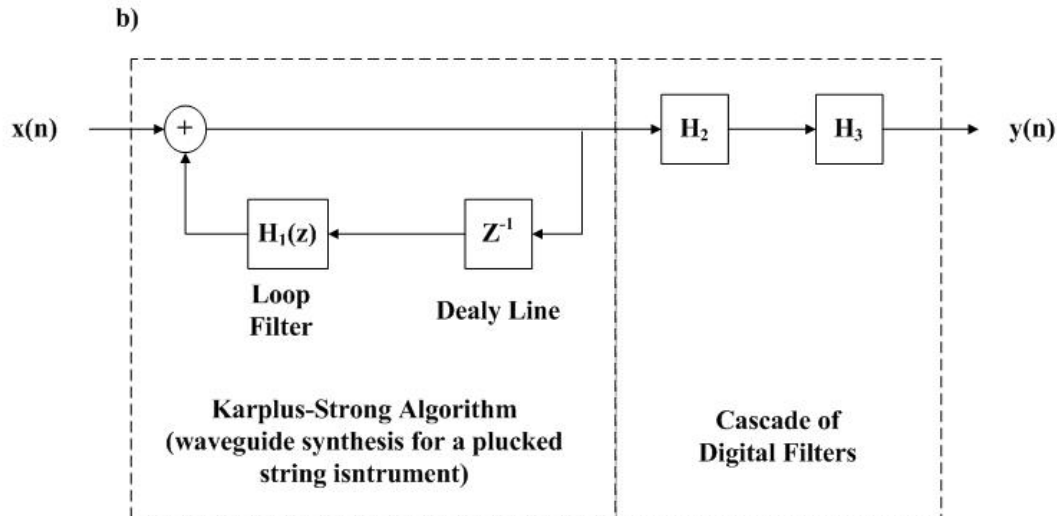 b)
x(n)
+
H₂
H₃
y(n)
H₁(z)
Z⁻¹
Loop
Filter
Dealy Line
Karplus-Strong Algorithm
(waveguide synthesis for a plucked
string isntrument)
Cascade of
Digital Filters